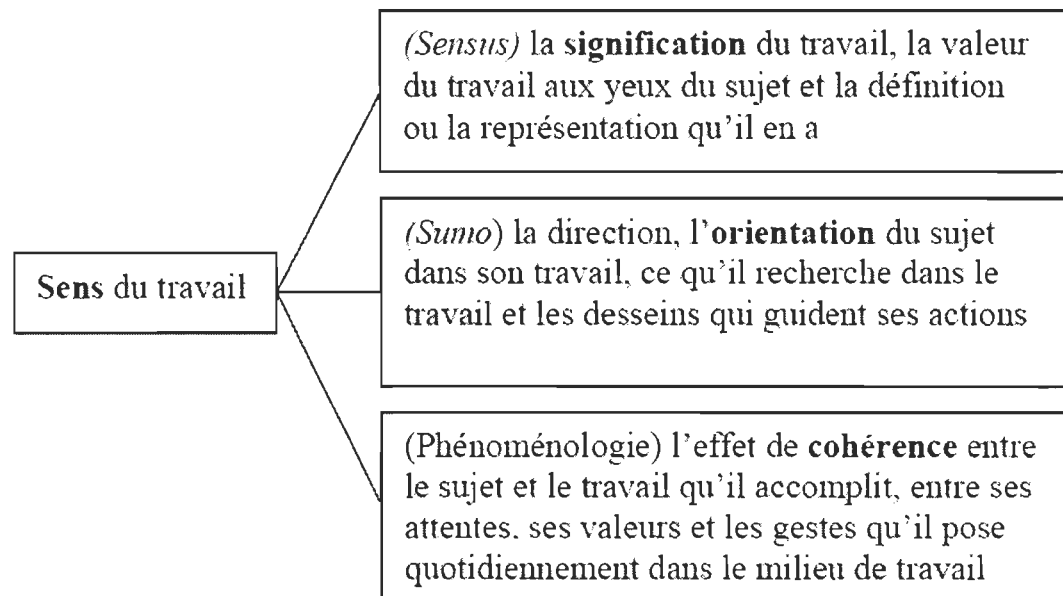 (Sensus) la signification du travail, la valeur
du travail aux yeux du sujet et la définition
ou la représentation qu'il en a
(Sumo) la direction, l'orientation du sujet
dans son travail, ce qu'il recherche dans le
travail et les desseins qui guident ses actions
Sens du travail
(Phénoménologie) l'effet de cohérence entre
le sujet et le travail qu'il accomplit, entre ses
attentes. ses valeurs et les gestes qu'il pose
quotidiennement dans le milieu de travail